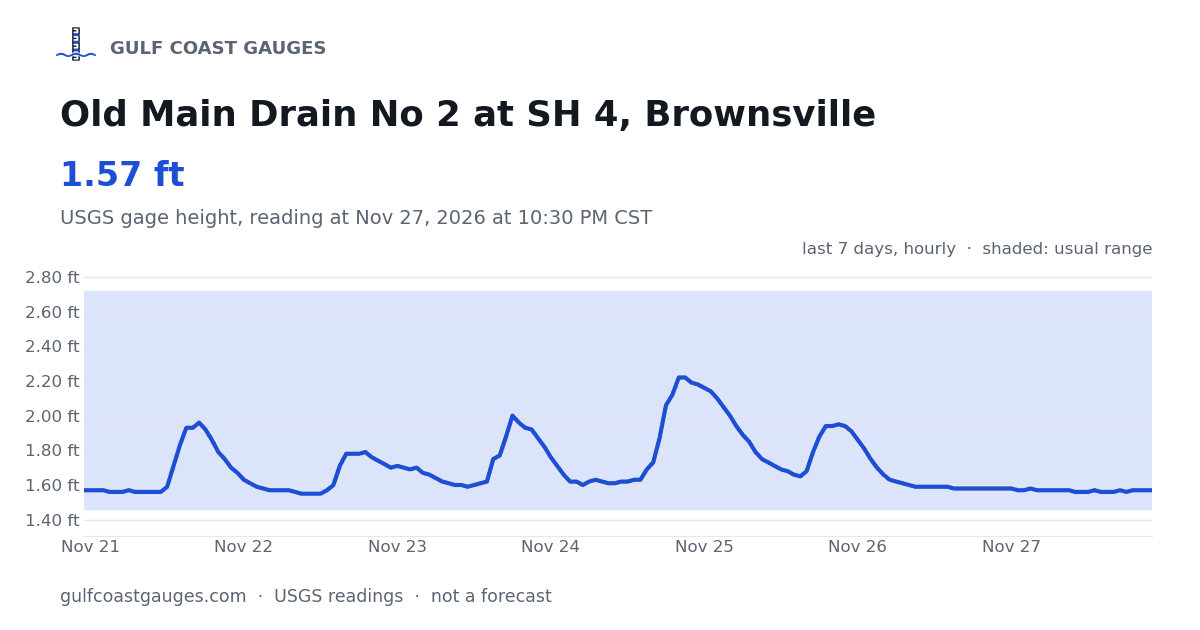 GULF COAST GAUGES
Old Main Drain No 2 at SH 4, Brownsville
1.57 ft
USGS gage height, reading at Nov 27, 2026 at 10:30 PM CST
last 7 days, hourly · shaded: usual range
2.80 ft
2.60 ft
2.40 ft
2.20 ft
2.00 ft
1.80 ft
1.60 ft
1.40 ft
Nov 21 Nov 22 Nov 23 Nov 24 Nov 25 Nov 26 Nov 27
gulfcoastgauges.com · USGS readings · not a forecast